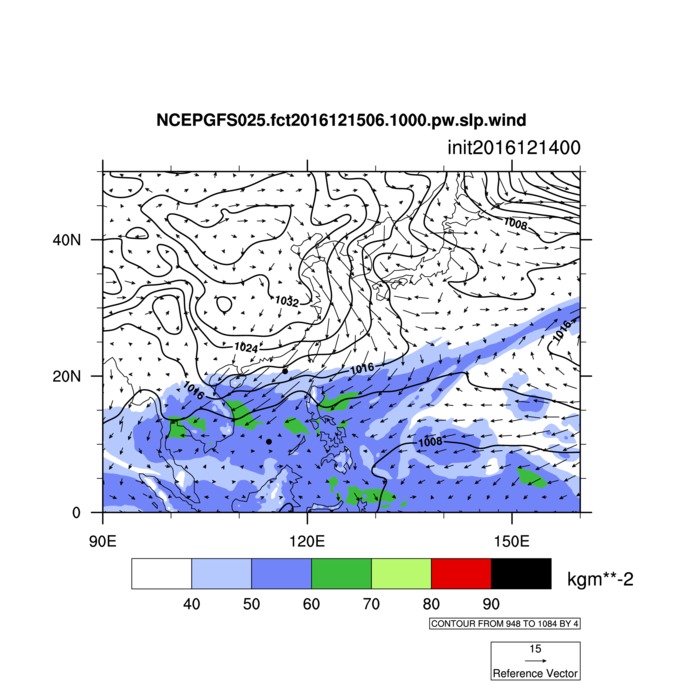 NCEPGFS025.fct2016121506.1000.pw.slp.wind
init2016121400
1008
40N
1032
1016
1024
1016
20N
1016
1008
0
90E 120E 150E
kgm**-2
40 50 60 70 80 90
CONTOUR FROM 948 TO 1084 BY 4
15
Reference Vector